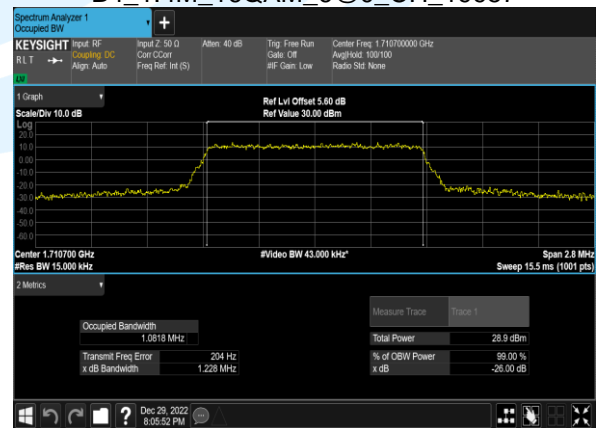 Spectrum Analyzer 1
Occupied BW
KEYSIGHT Input: RF Input Z: 50 Ω Atten: 40 dB Trig: Free Run Center Freq: 1.710700000 GHz
RLT Coupling: DC Corr CCorr Gate: Off Avg|Hold: 100/100
Align: Auto Freq Ref: Int (S) #IF Gain: Low Radio Std: None
LXI
1 Graph
Ref Lvl Offset 5.60 dB
Scale/Div 10.0 dB Ref Value 30.00 dBm
Log
20.0
10.0
0.00
-10.0
-20.0
-30.0
-40.0
-50.0
-60.0
Center 1.710700 GHz #Video BW 43.000 kHz* Span 2.8 MHz
#Res BW 15.000 kHz Sweep 15.5 ms (1001 pts)
2 Metrics
Measure Trace Trace 1
Occupied Bandwidth
1.0818 MHz
Total Power 28.9 dBm
Transmit Freq Error 204 Hz % of OBW Power 99.00 %
x dB Bandwidth 1.228 MHz x dB -26.00 dB
?
Dec 29, 2022
8:05:52 PM